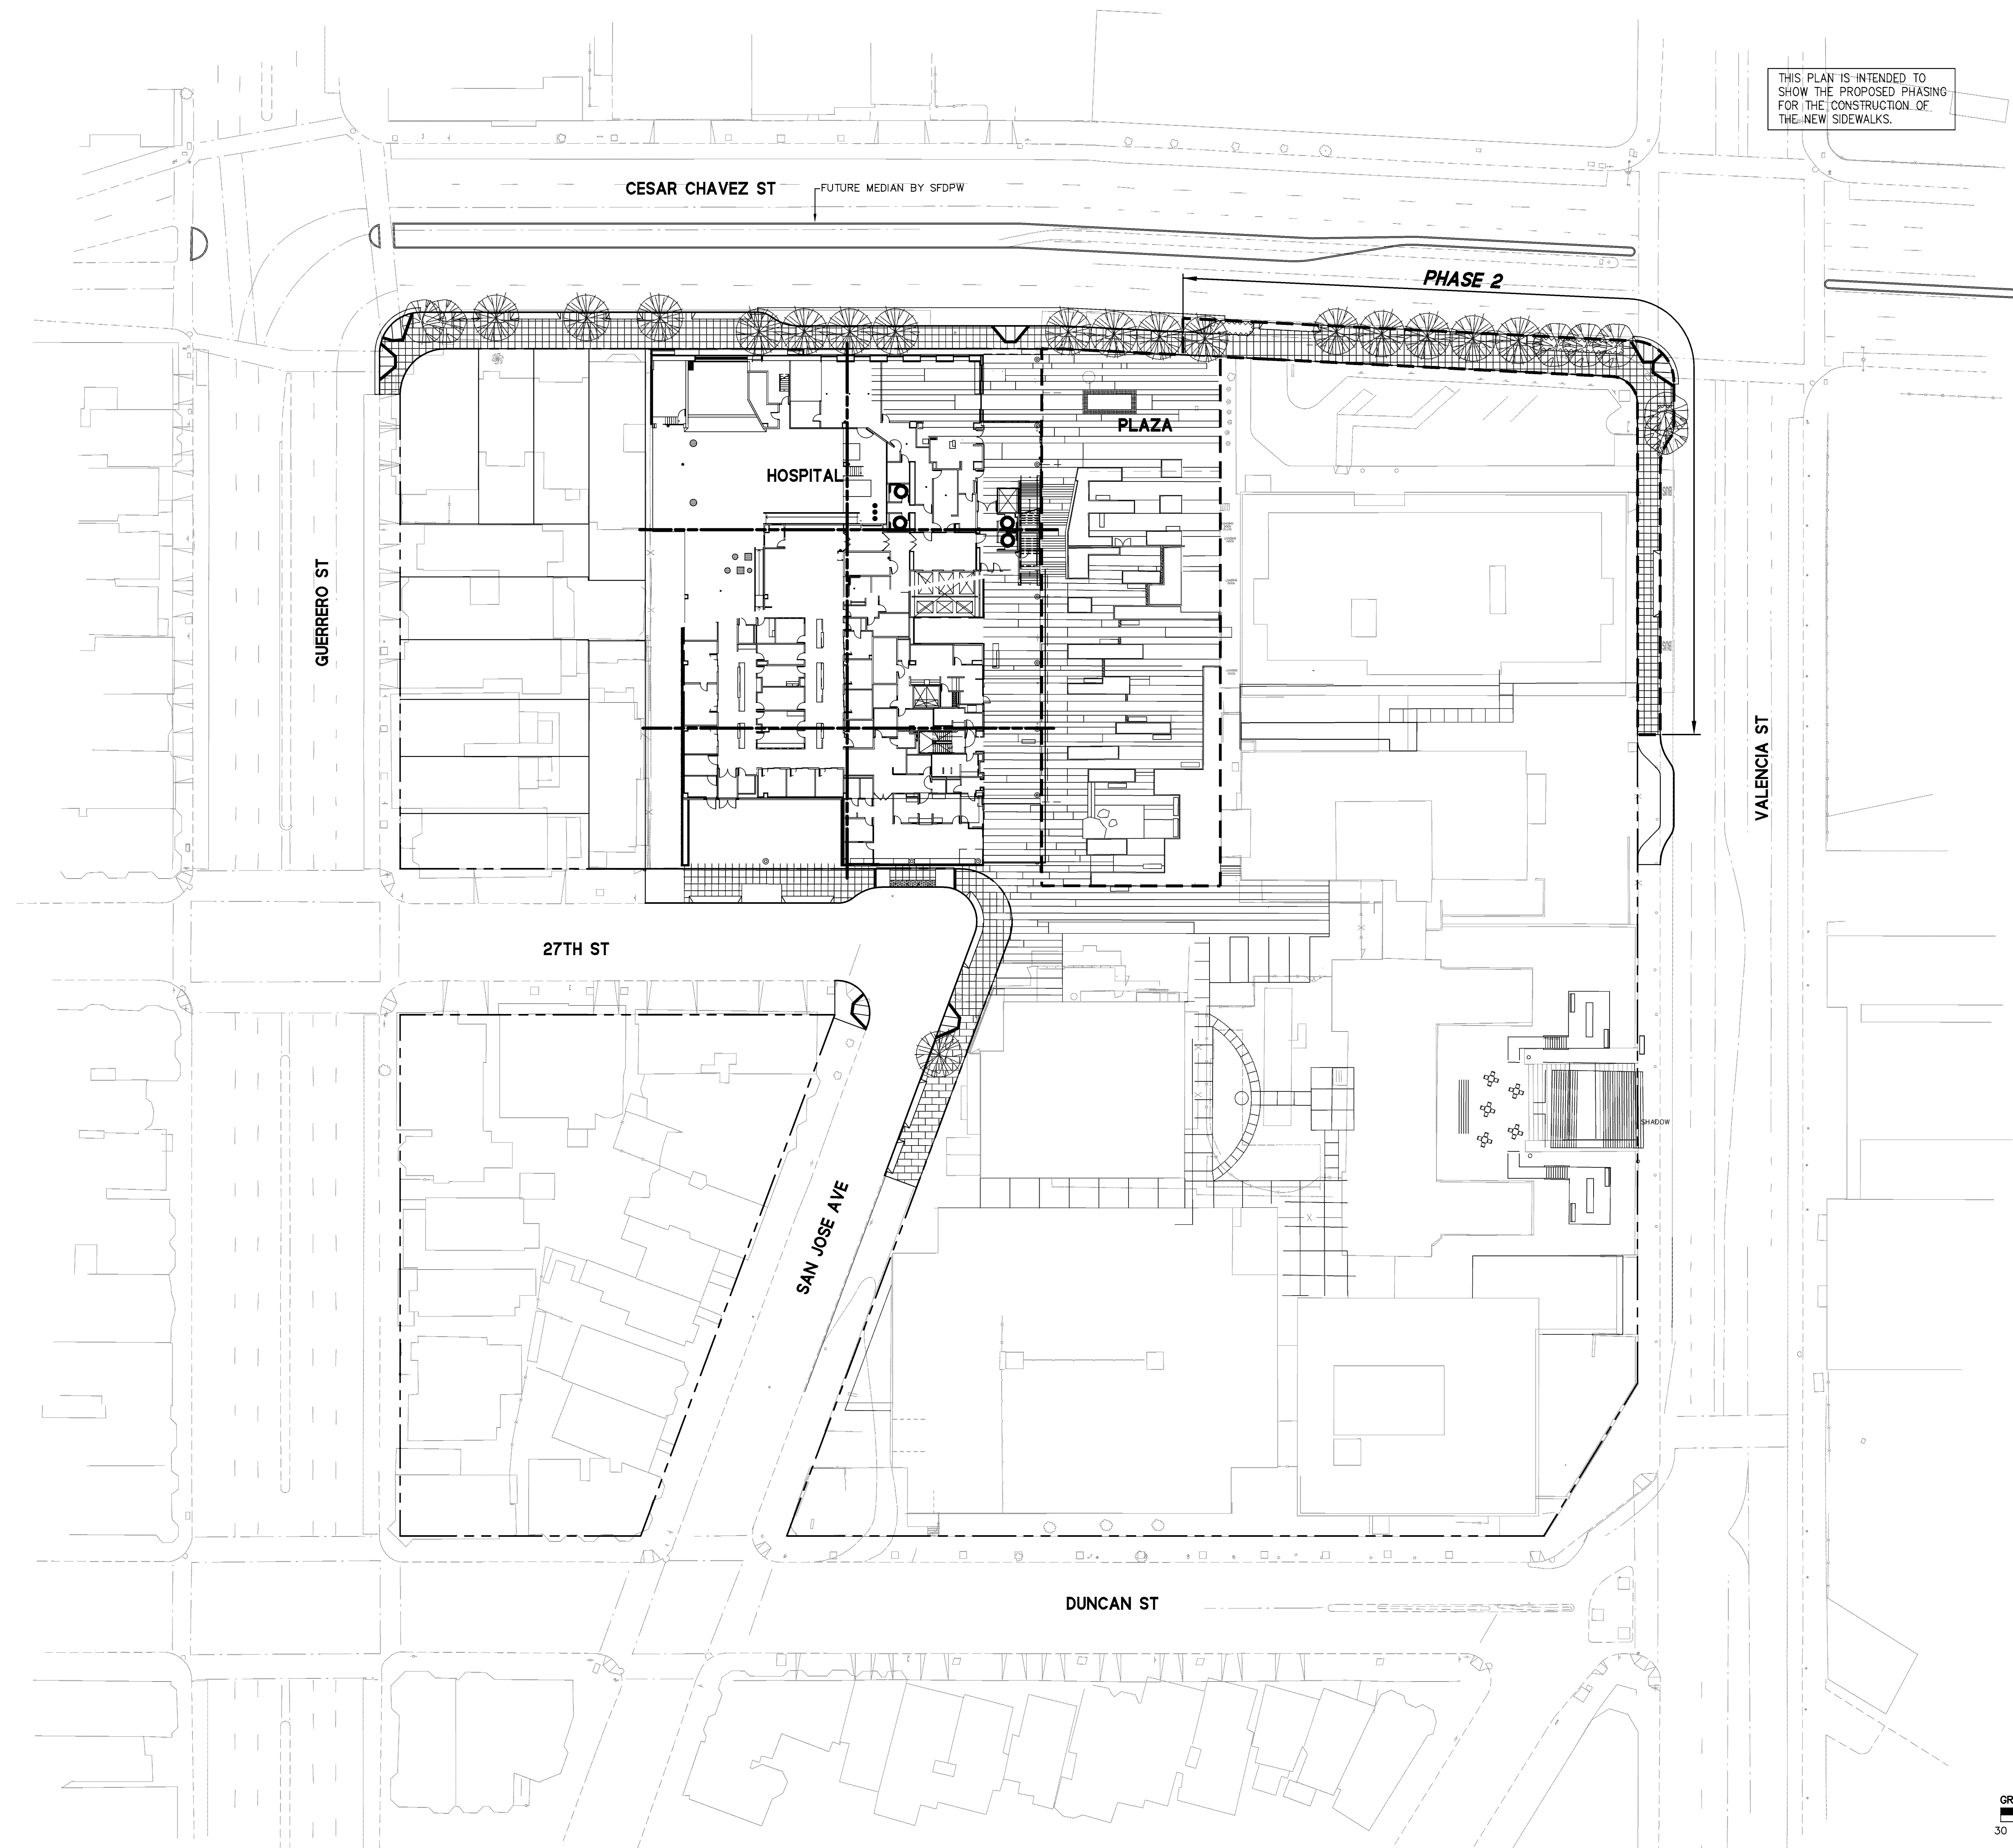 THIS PLAN IS INTENDED TO
SHOW THE PROPOSED PHASING
FOR THE CONSTRUCTION OF
THE NEW SIDEWALKS.
CESAR CHAVEZ ST
FUTURE MEDIAN BY SFDPW
PHASE 2
PLAZA
HOSPITAL
GUERRERO ST
VALENCIA ST
27TH ST
SHADOW
SAN JOSE AVE
DUNCAN ST
GR
30